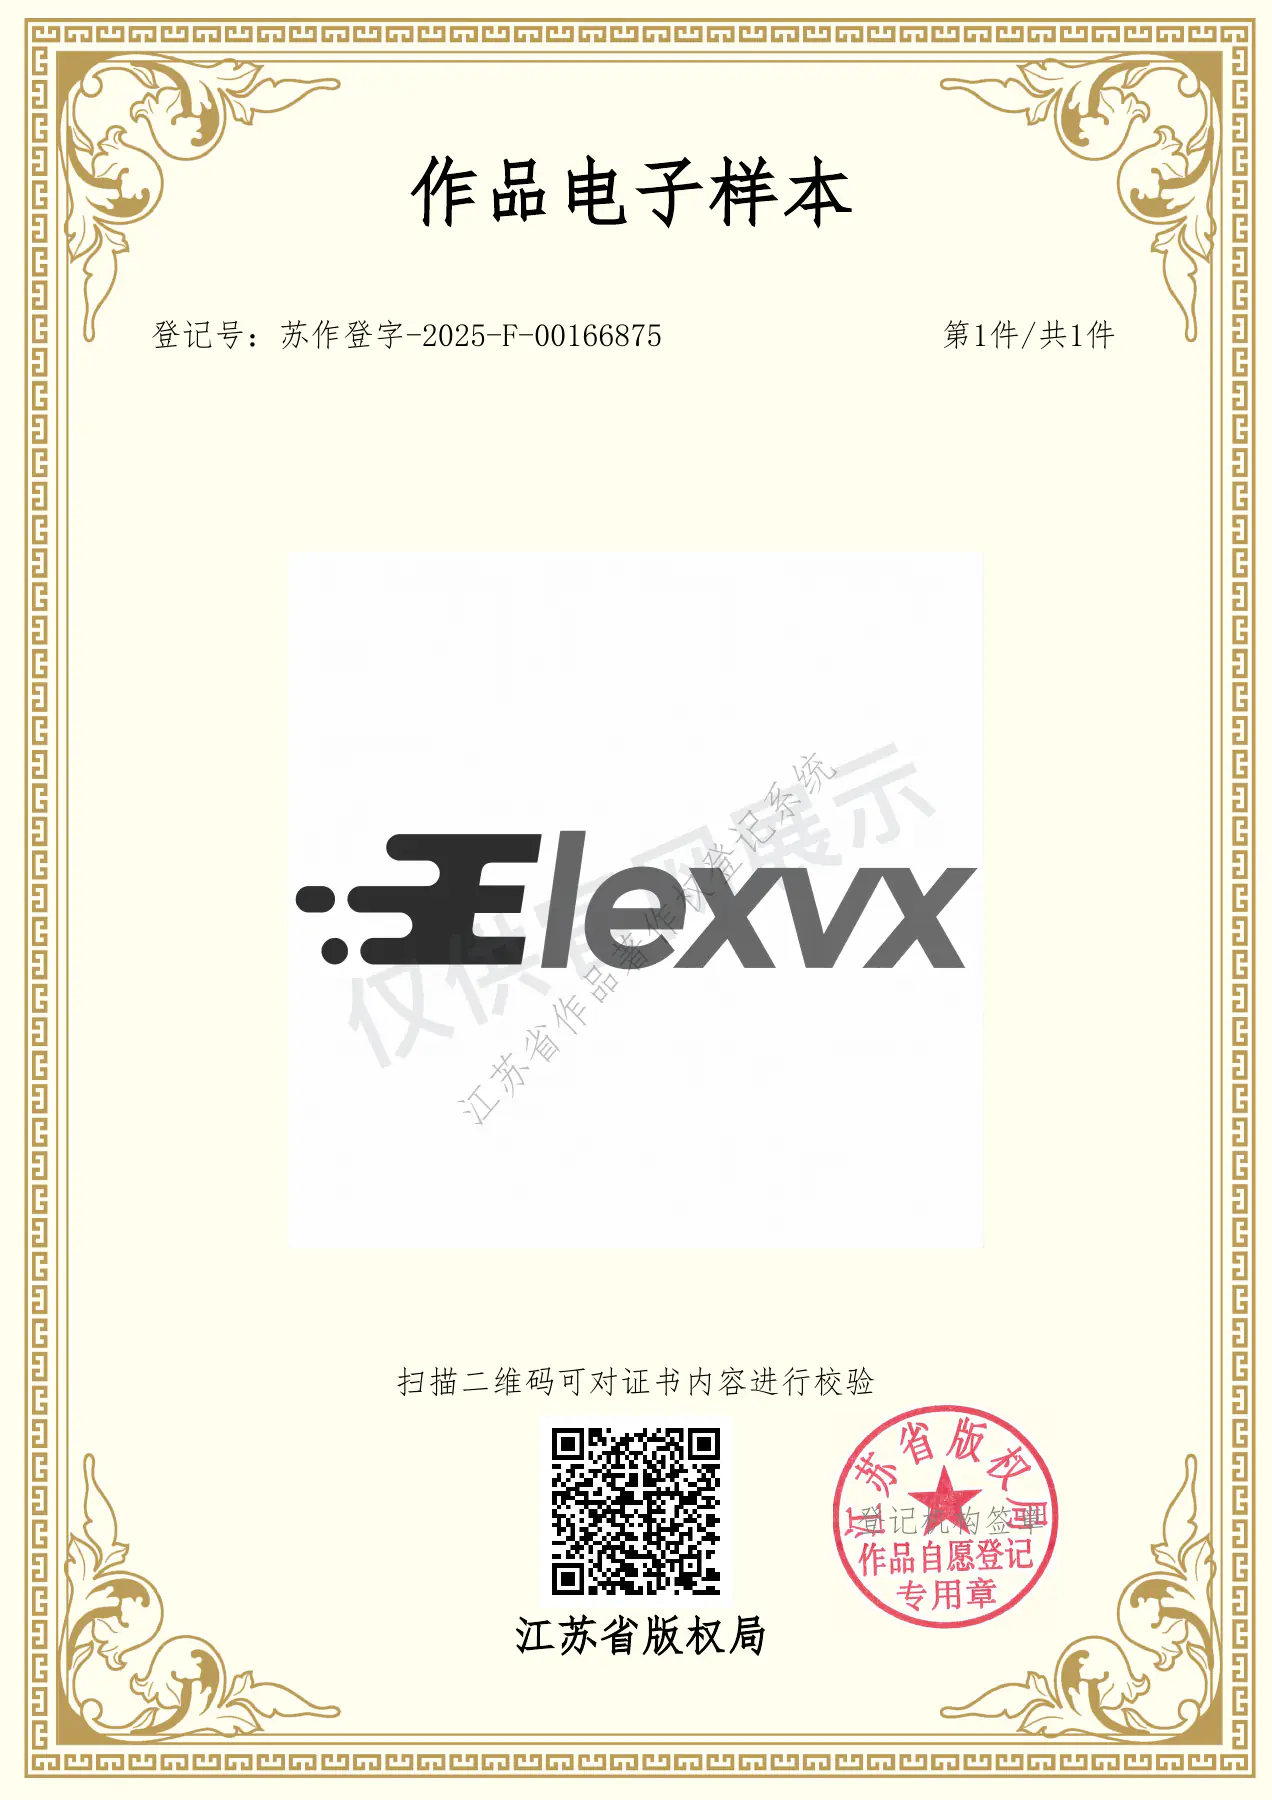 作品电子样本
登记号：苏作登字-2025-F-00166875
第1件/共1件
Elexvx
仅供官网展示
江苏省作品著作权登记系统
扫描二维码可对证书内容进行校验
江苏省版权局
登记机构签章
作品自愿登记
专用章
江苏省版权局